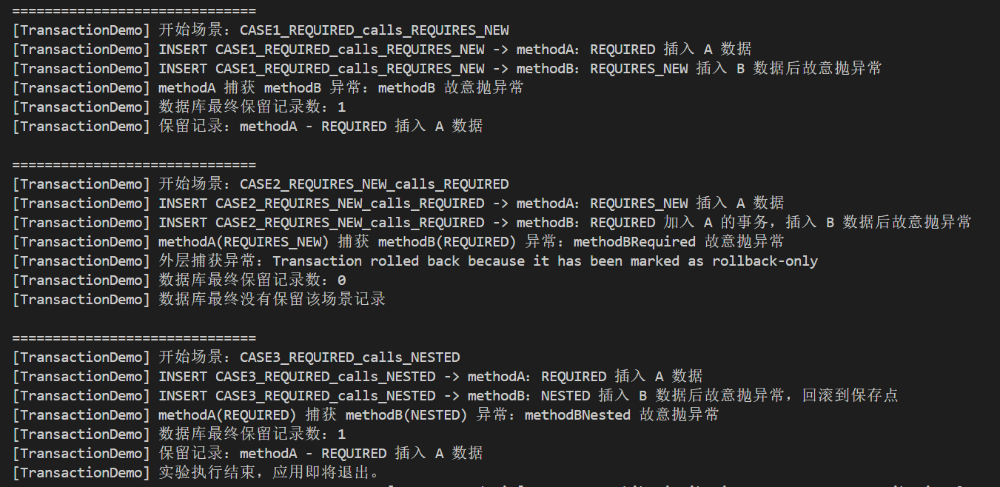 ==============================
[TransactionDemo] 开始场景：CASE1_REQUIRED_calls_REQUIRES_NEW
[TransactionDemo] INSERT CASE1_REQUIRED_calls_REQUIRES_NEW -> methodA：REQUIRED 插入 A 数据
[TransactionDemo] INSERT CASE1_REQUIRED_calls_REQUIRES_NEW -> methodB：REQUIRES_NEW 插入 B 数据后故意抛异常
[TransactionDemo] methodA 捕获 methodB 异常：methodB 故意抛异常
[TransactionDemo] 数据库最终保留记录数：1
[TransactionDemo] 保留记录：methodA - REQUIRED 插入 A 数据
==============================
[TransactionDemo] 开始场景：CASE2_REQUIRES_NEW_calls_REQUIRED
[TransactionDemo] INSERT CASE2_REQUIRES_NEW_calls_REQUIRED -> methodA：REQUIRES_NEW 插入 A 数据
[TransactionDemo] INSERT CASE2_REQUIRES_NEW_calls_REQUIRED -> methodB：REQUIRED 加入 A 的事务，插入 B 数据后故意抛异常
[TransactionDemo] methodA(REQUIRES_NEW) 捕获 methodB(REQUIRED) 异常：methodBRequired 故意抛异常
[TransactionDemo] 外层捕获异常：Transaction rolled back because it has been marked as rollback-only
[TransactionDemo] 数据库最终保留记录数：0
[TransactionDemo] 数据库最终没有保留该场景记录
==============================
[TransactionDemo] 开始场景：CASE3_REQUIRED_calls_NESTED
[TransactionDemo] INSERT CASE3_REQUIRED_calls_NESTED -> methodA：REQUIRED 插入 A 数据
[TransactionDemo] INSERT CASE3_REQUIRED_calls_NESTED -> methodB：NESTED 插入 B 数据后故意抛异常，回滚到保存点
[TransactionDemo] methodA(REQUIRED) 捕获 methodB(NESTED) 异常：methodBNested 故意抛异常
[TransactionDemo] 数据库最终保留记录数：1
[TransactionDemo] 保留记录：methodA - REQUIRED 插入 A 数据
[TransactionDemo] 实验执行结束，应用即将退出。